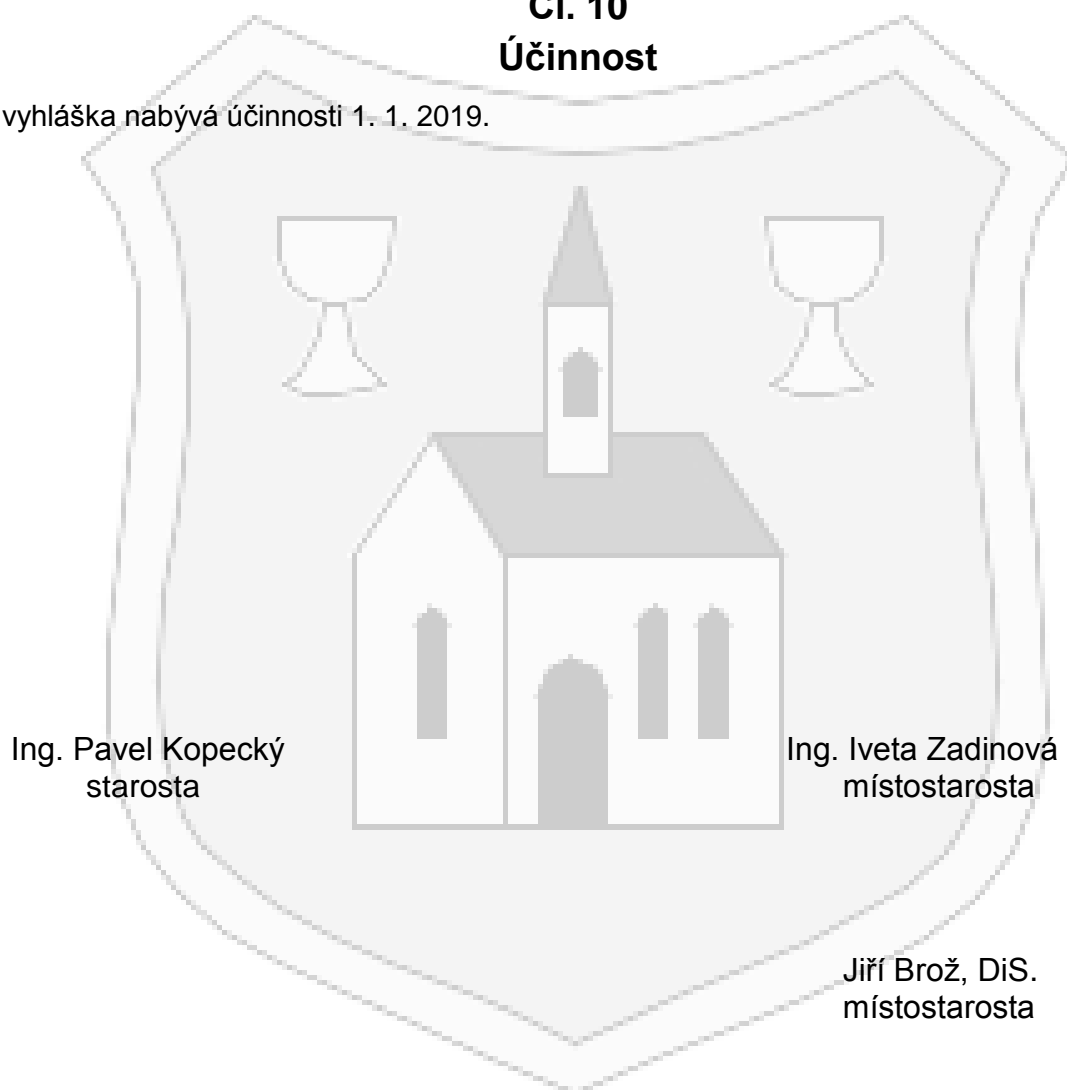 Čl. 10
Účinnost
vyhláška nabývá účinnosti 1. 1. 2019.
Ing. Pavel Kopecký
starosta
Ing. Iveta Zadinová
místostarosta
Jiří Brož, DiS.
místostarosta